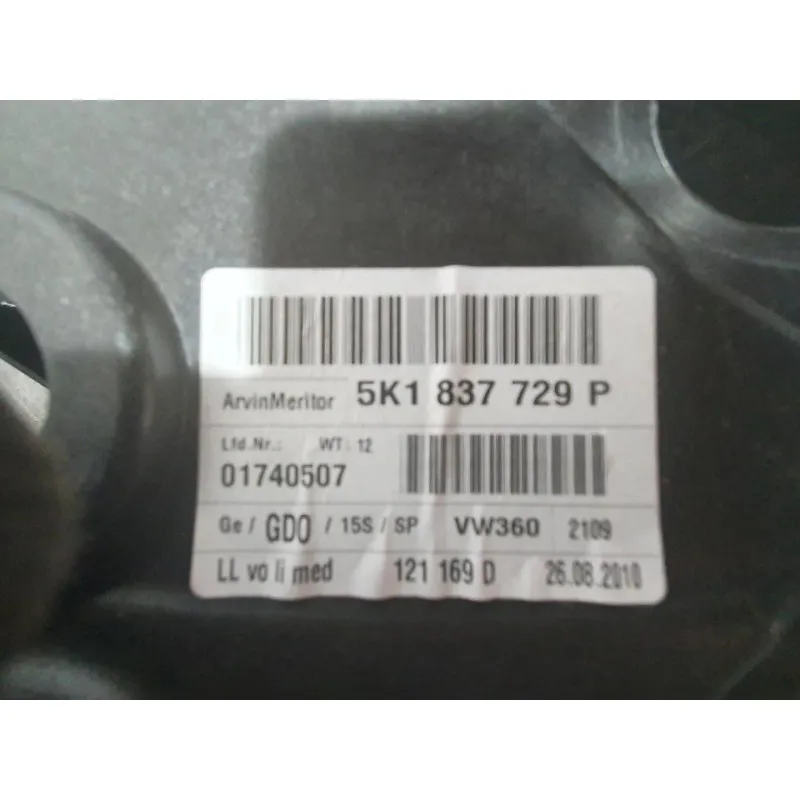 ArvinMeritor 5K1 837 729 P
Lfd.Nr.: WT: 12
01740507
Ge / GDO / 15S / SP VW360 2109
LL vo li med 121 169 D 26.08.2010